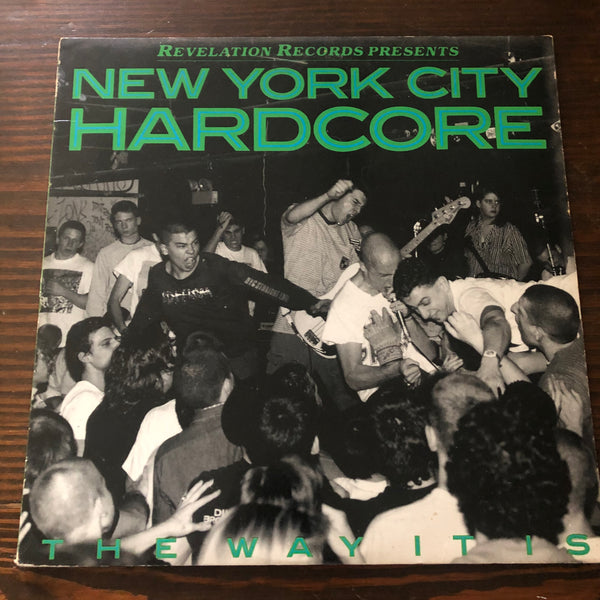 REVELATION RECORDS PRESENTS
NEW YORK CITY
HARDCORE
THE WAY IT IS